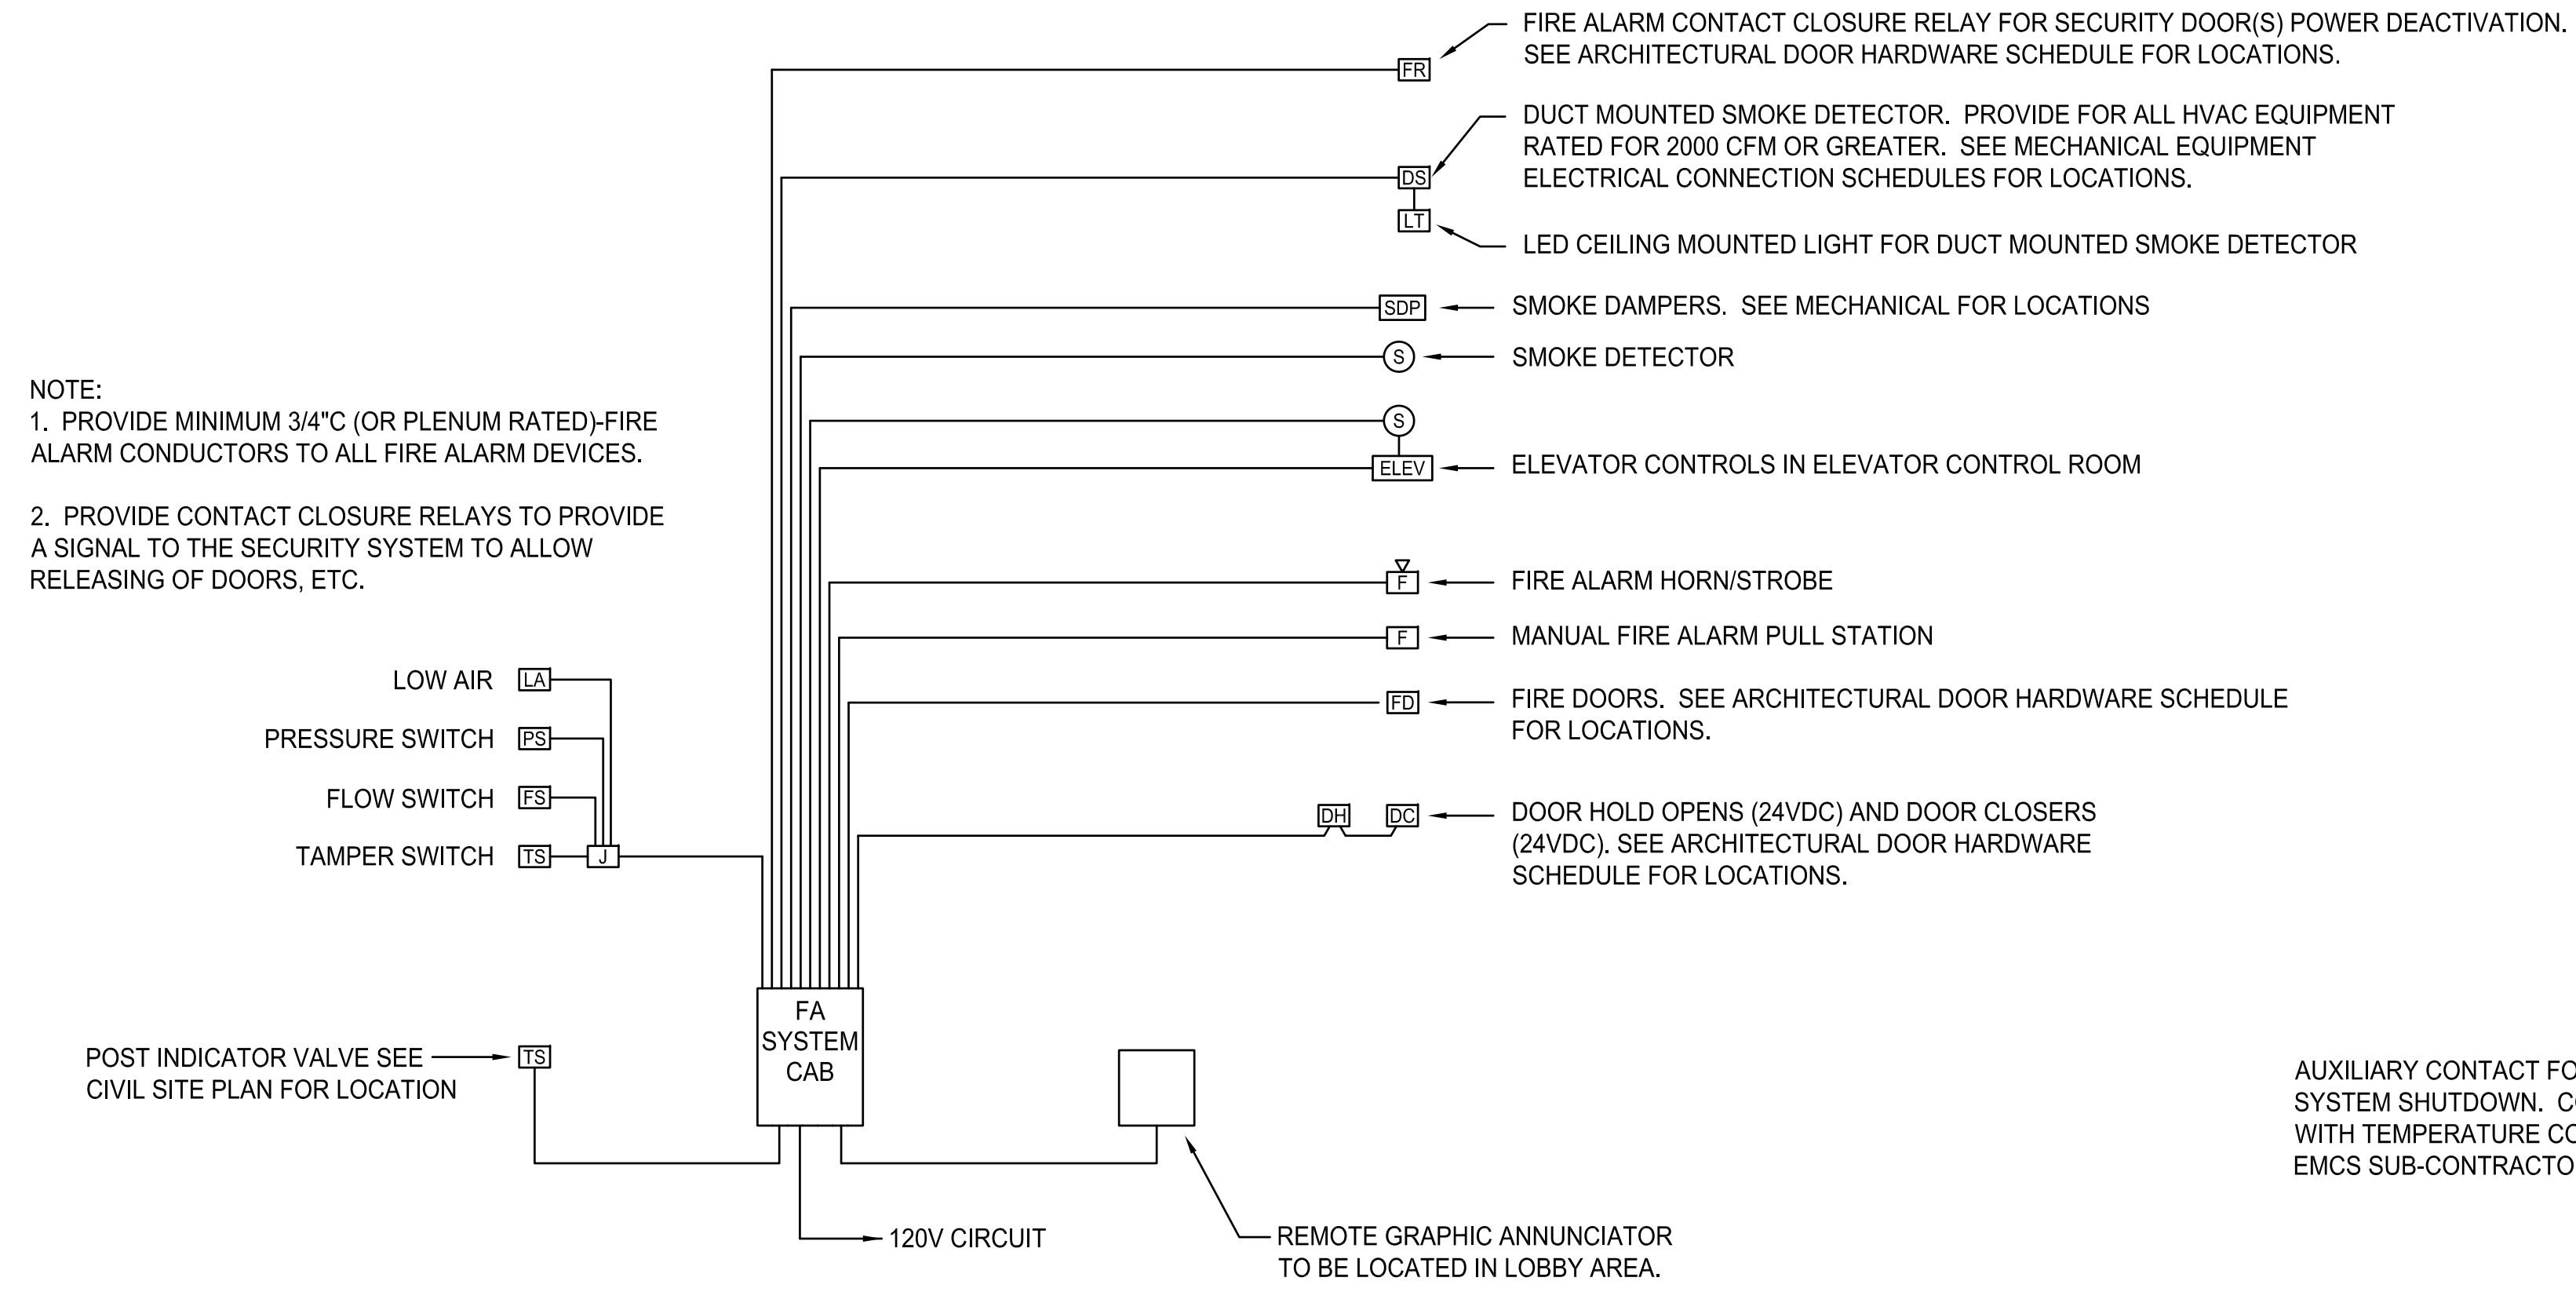 FIRE ALARM CONTACT CLOSURE RELAY FOR SECURITY DOOR(S) POWER DEACTIVATION.
SEE ARCHITECTURAL DOOR HARDWARE SCHEDULE FOR LOCATIONS.
FR
DUCT MOUNTED SMOKE DETECTOR. PROVIDE FOR ALL HVAC EQUIPMENT
RATED FOR 2000 CFM OR GREATER. SEE MECHANICAL EQUIPMENT
ELECTRICAL CONNECTION SCHEDULES FOR LOCATIONS.
DS
LT
LED CEILING MOUNTED LIGHT FOR DUCT MOUNTED SMOKE DETECTOR
SDP
SMOKE DAMPERS. SEE MECHANICAL FOR LOCATIONS
S
SMOKE DETECTOR
S
ELEV
ELEVATOR CONTROLS IN ELEVATOR CONTROL ROOM
F
FIRE ALARM HORN/STROBE
F
MANUAL FIRE ALARM PULL STATION
FD
FIRE DOORS. SEE ARCHITECTURAL DOOR HARDWARE SCHEDULE
FOR LOCATIONS.
DH
DC
DOOR HOLD OPENS (24VDC) AND DOOR CLOSERS
(24VDC). SEE ARCHITECTURAL DOOR HARDWARE
SCHEDULE FOR LOCATIONS.
NOTE:
1. PROVIDE MINIMUM 3/4"C (OR PLENUM RATED)-FIRE
ALARM CONDUCTORS TO ALL FIRE ALARM DEVICES.
2. PROVIDE CONTACT CLOSURE RELAYS TO PROVIDE
A SIGNAL TO THE SECURITY SYSTEM TO ALLOW
RELEASING OF DOORS, ETC.
LOW AIR LA
PRESSURE SWITCH PS
FLOW SWITCH FS
TAMPER SWITCH TS J
FA
SYSTEM
CAB
POST INDICATOR VALVE SEE TS
CIVIL SITE PLAN FOR LOCATION
120V CIRCUIT
REMOTE GRAPHIC ANNUNCIATOR
TO BE LOCATED IN LOBBY AREA.
AUXILIARY CONTACT
SYSTEM SHUTDOWN.
WITH TEMPERATURE
EMCS